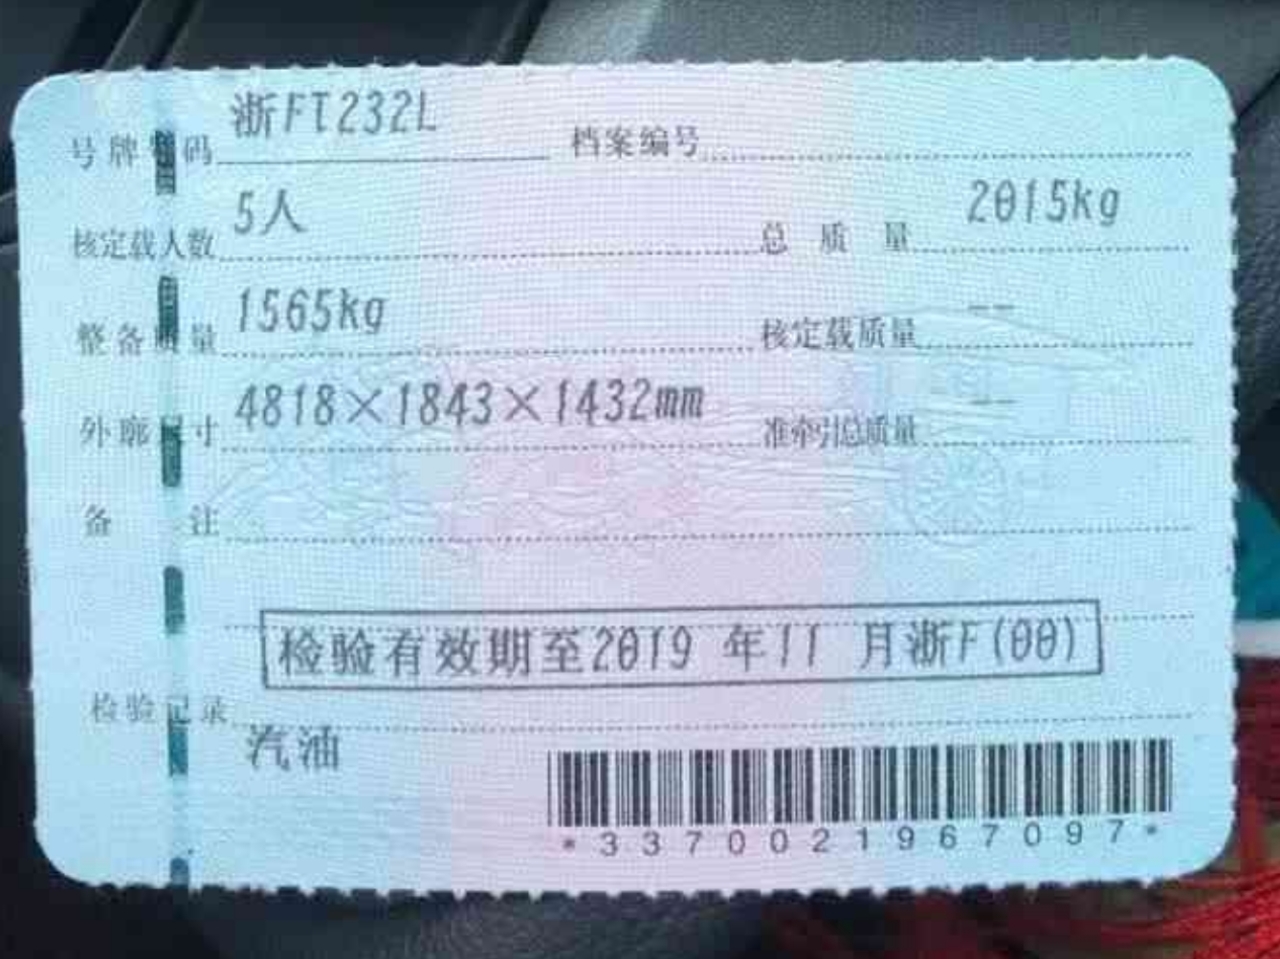 号牌号码 浙FT232L 档案编号
核定载人数 5人 总质量 2015kg
整备质量 1565kg 核定载质量 --
外廓尺寸 4818×1843×1432mm 准牵引总质量 --
备注
检验有效期至2019 年11 月浙F(00)
检验记录
汽油
*3370021967097*